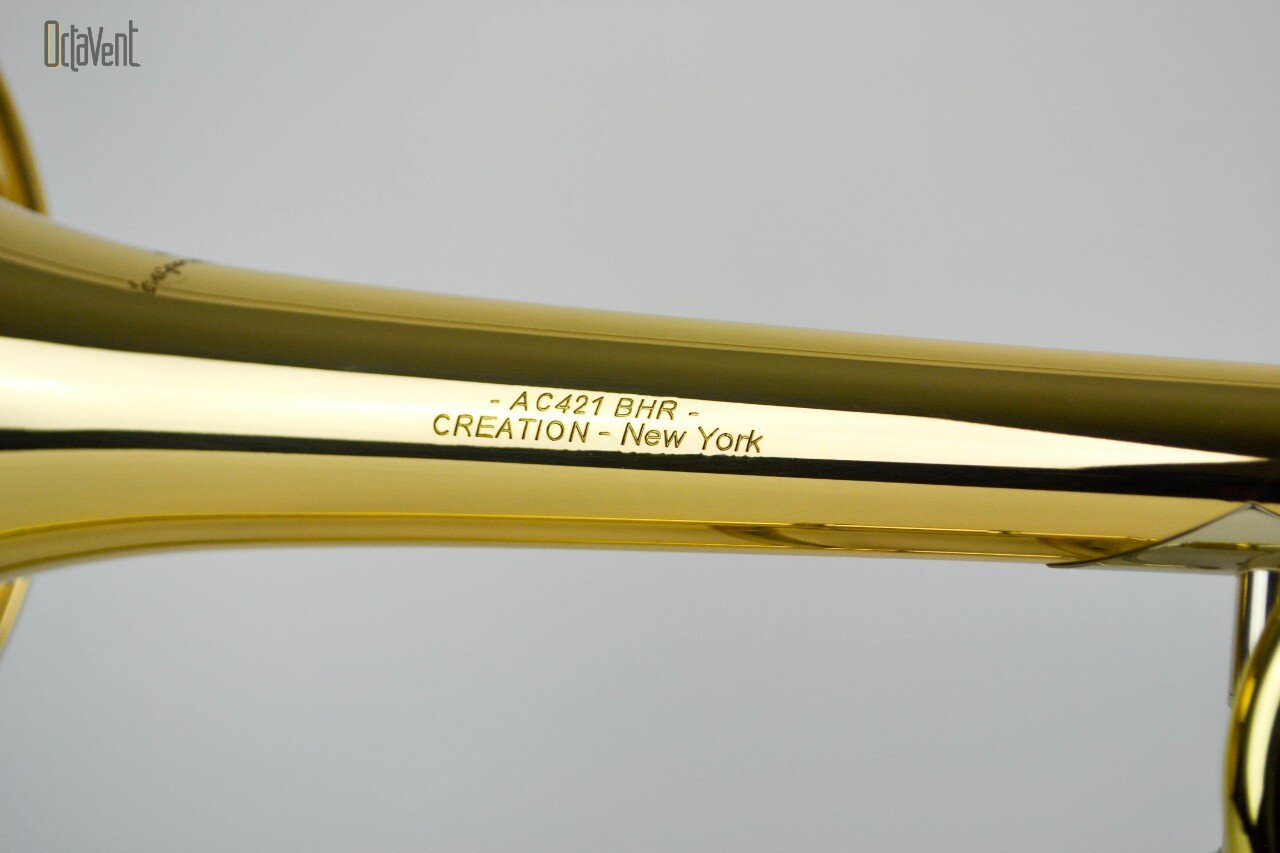 OctaVent
- AC421 BHR -
CREATION - New York